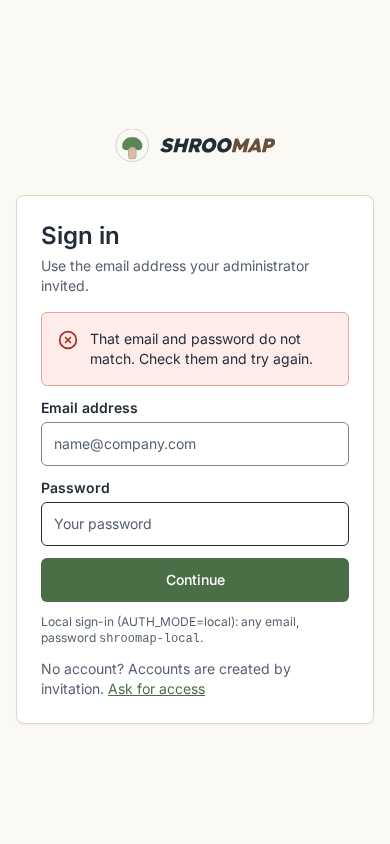 SHROOMAP
Sign in
Use the email address your administrator
invited.
That email and password do not
match. Check them and try again.
Email address
name@company.com
Password
Your password
Continue
Local sign-in (AUTH_MODE=local): any email,
password shroomap-local.
No account? Accounts are created by
invitation. Ask for access